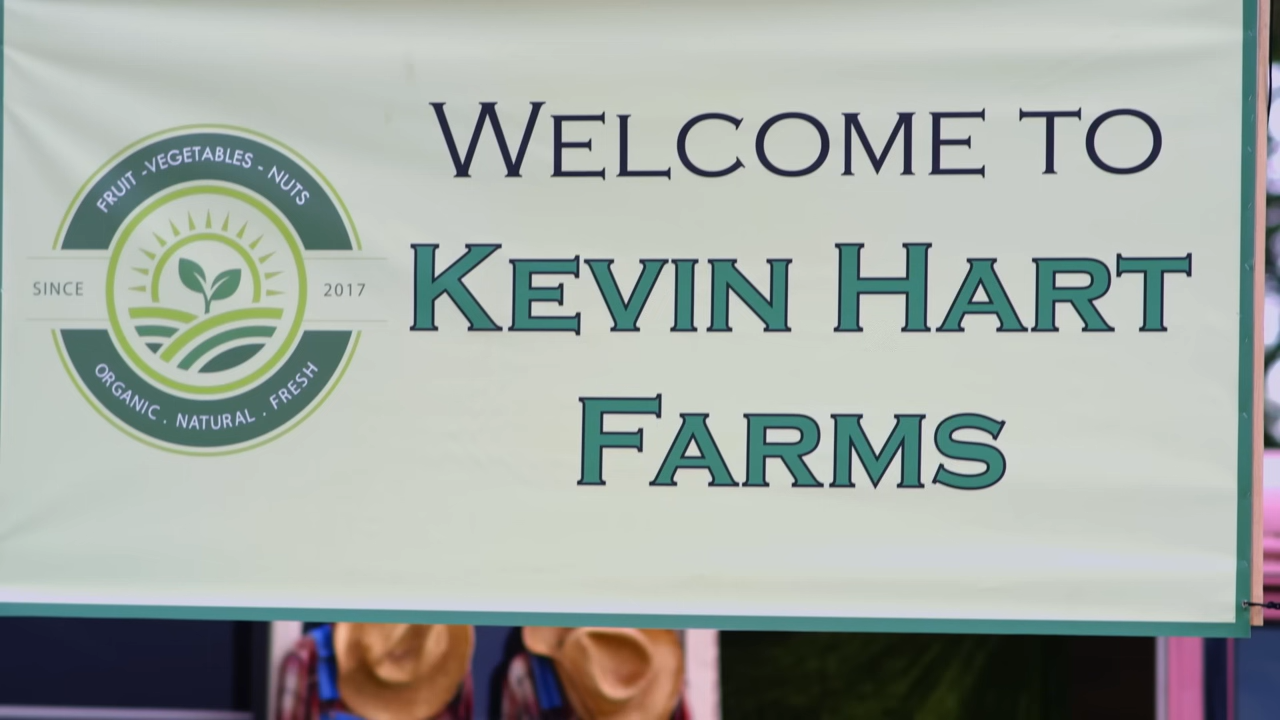 FRUIT -VEGETABLES - NUTS
SINCE 2017
ORGANIC . NATURAL . FRESH
WELCOME TO
KEVIN HART
FARMS